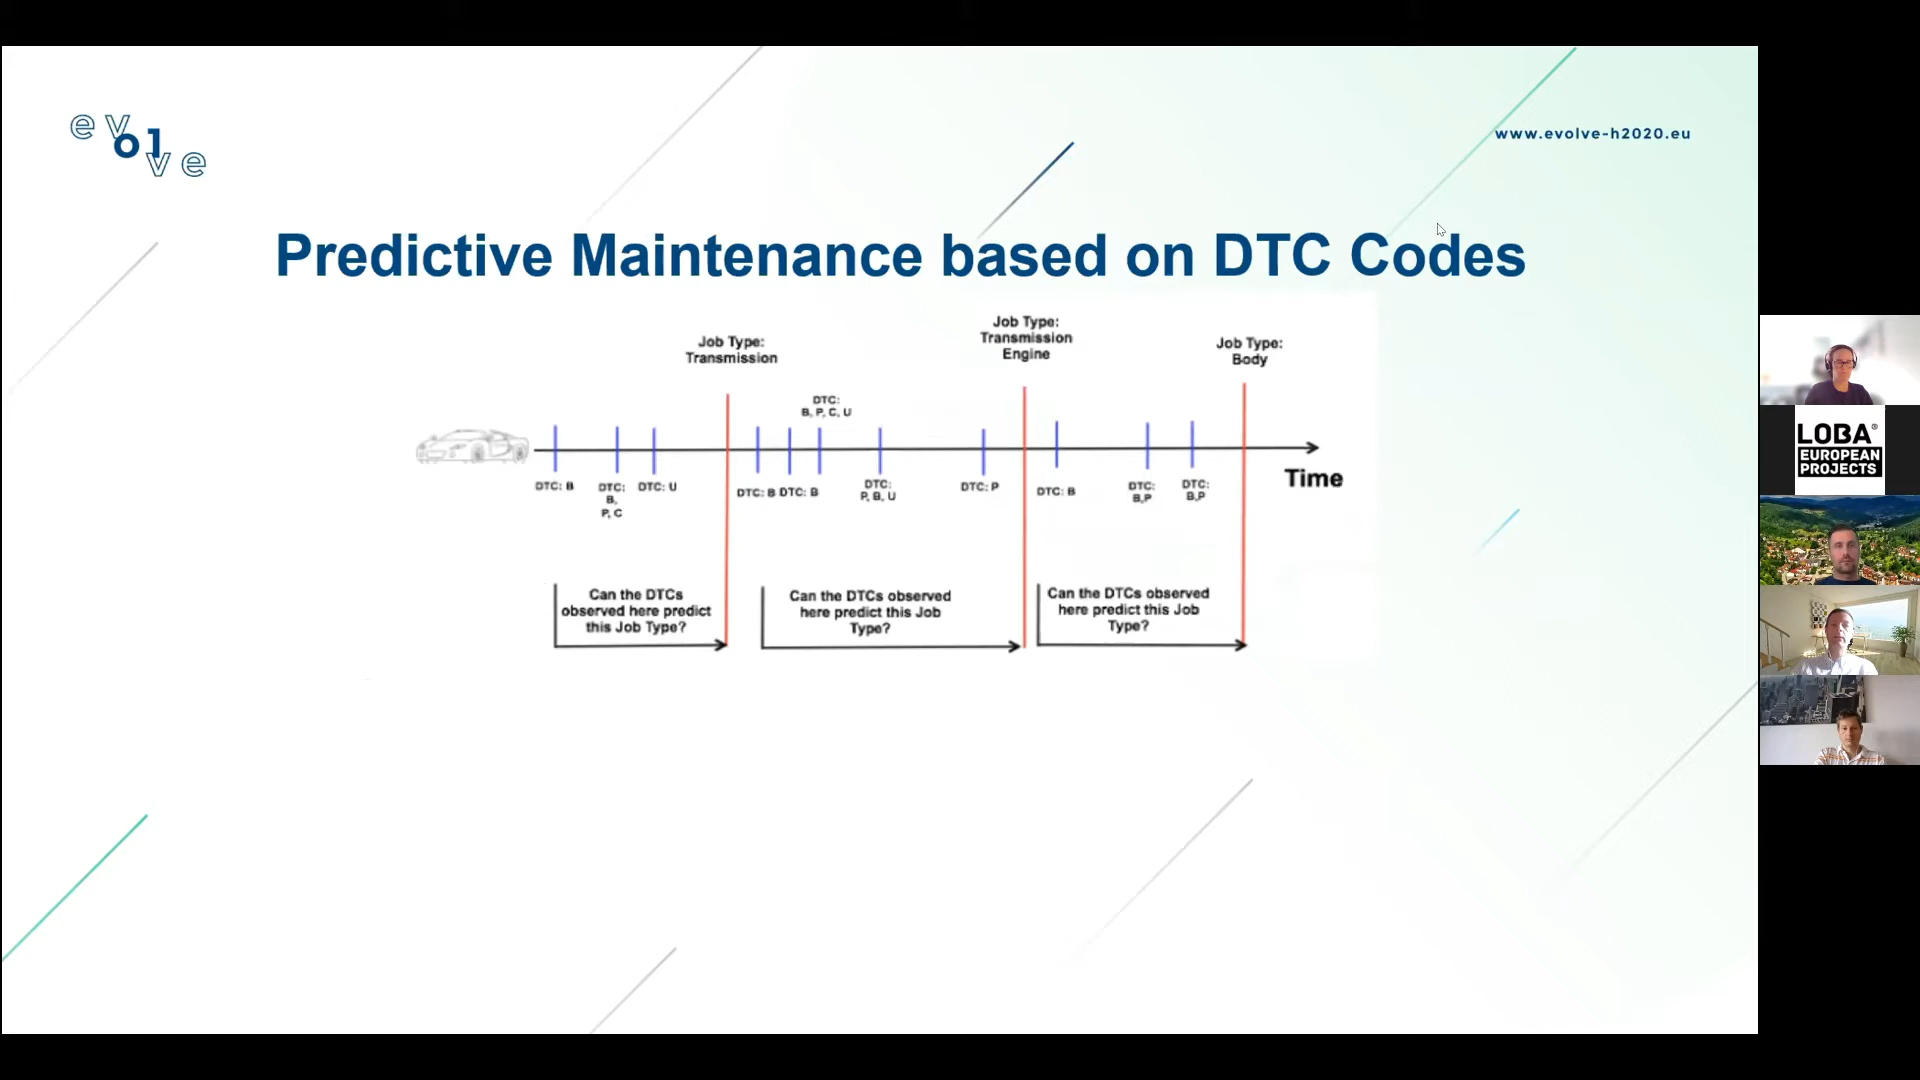 evolve
www.evolve-h2020.eu
Predictive Maintenance based on DTC Codes
Job Type:
Transmission
Job Type:
Transmission
Engine
Job Type:
Body
DTC:
B, P, C, U
DTC: B
DTC:
B,
P, C
DTC: U
DTC: B
DTC: B
DTC:
P, B, U
DTC: P
DTC: B
DTC:
B,P
DTC:
B,P
Time
Can the DTCs
observed here predict
this Job Type?
Can the DTCs observed
here predict this Job
Type?
Can the DTCs observed
here predict this Job
Type?
LOBA®
EUROPEAN
PROJECTS